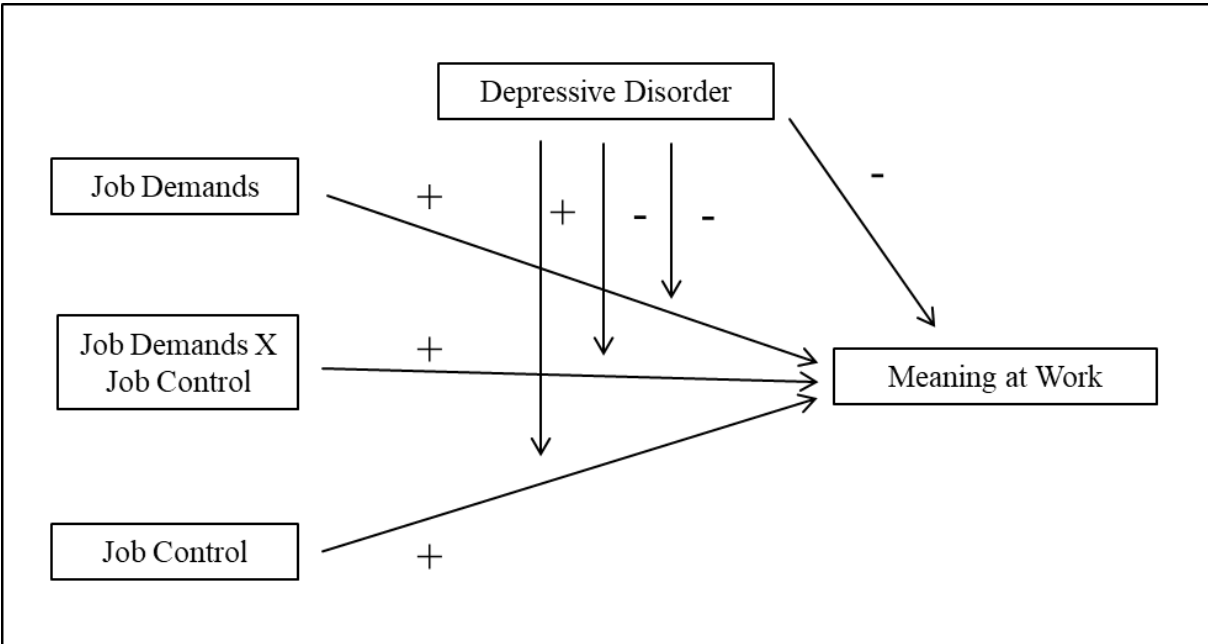 Depressive Disorder
Job Demands
+
+
-
-
-
Job Demands X
Job Control
+
Meaning at Work
Job Control
+